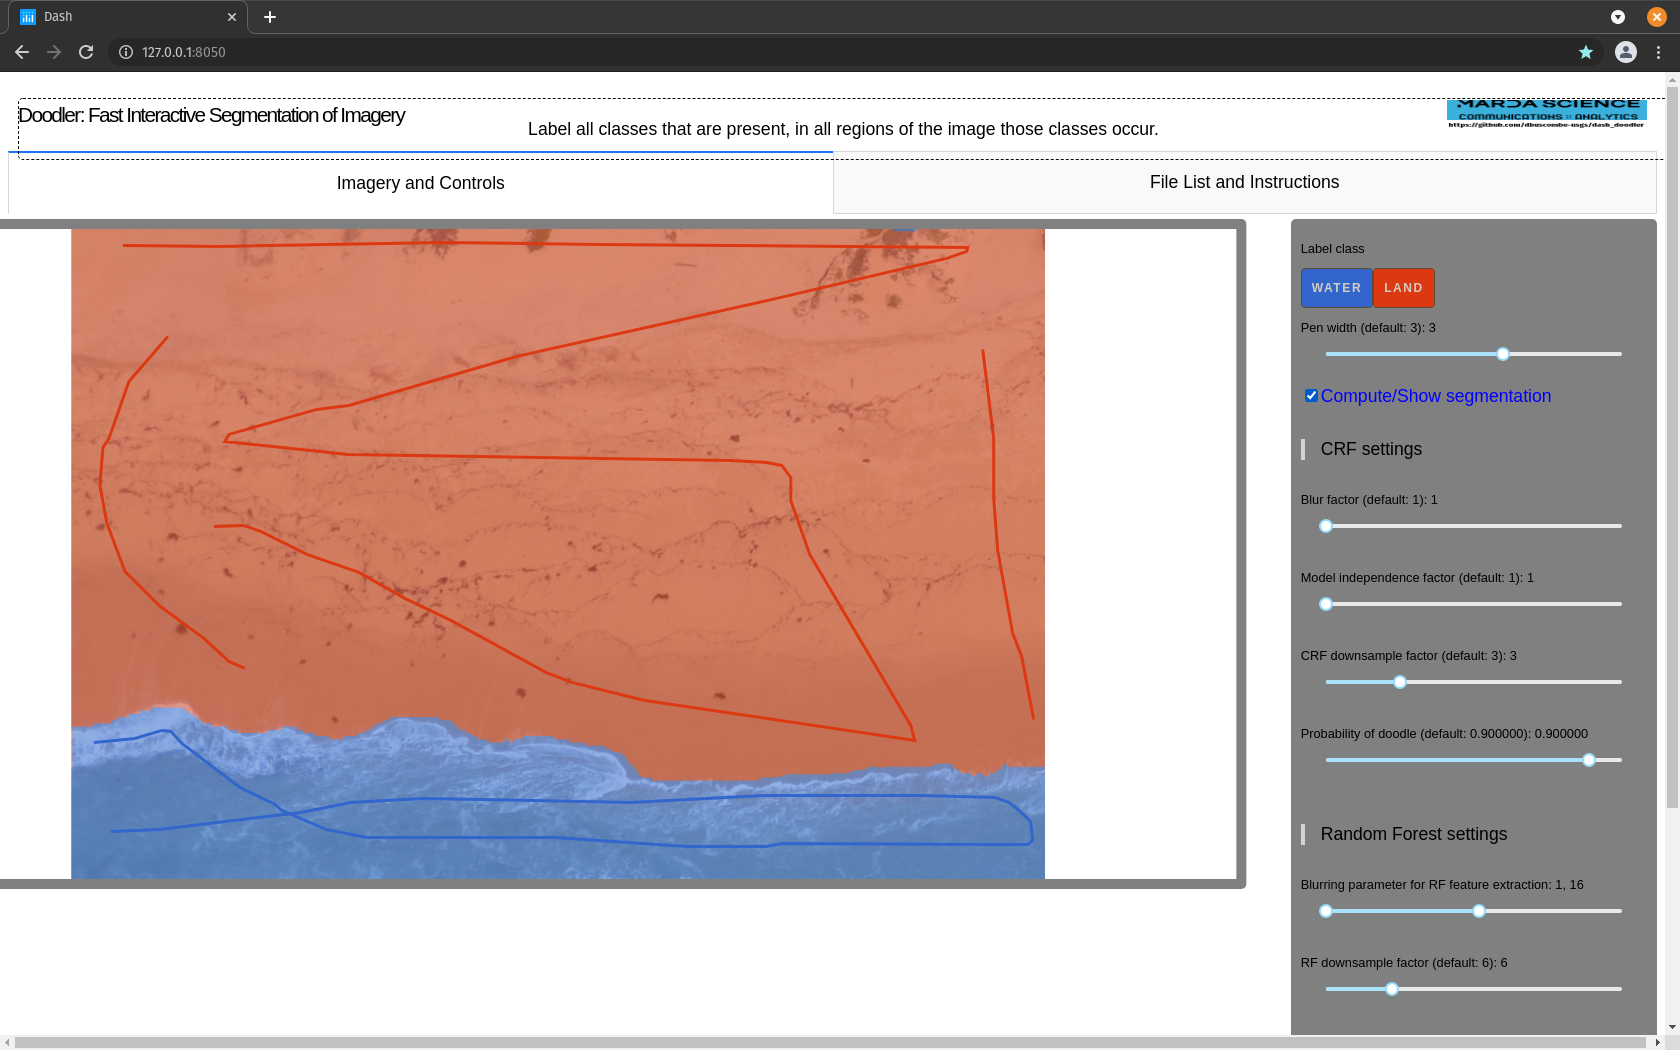 Dash
127.0.0.1:8050
Doodler: Fast Interactive Segmentation of Imagery
Label all classes that are present, in all regions of the image those classes occur.
MARDA SCIENCE
COMMUNICATIONS :: ANALYTICS
https://github.com/dbuscombe-usgs/dash_doodler
Imagery and Controls
File List and Instructions
Label class
WATER
LAND
Pen width (default: 3): 3
Compute/Show segmentation
CRF settings
Blur factor (default: 1): 1
Model independence factor (default: 1): 1
CRF downsample factor (default: 3): 3
Probability of doodle (default: 0.900000): 0.900000
Random Forest settings
Blurring parameter for RF feature extraction: 1, 16
RF downsample factor (default: 6): 6